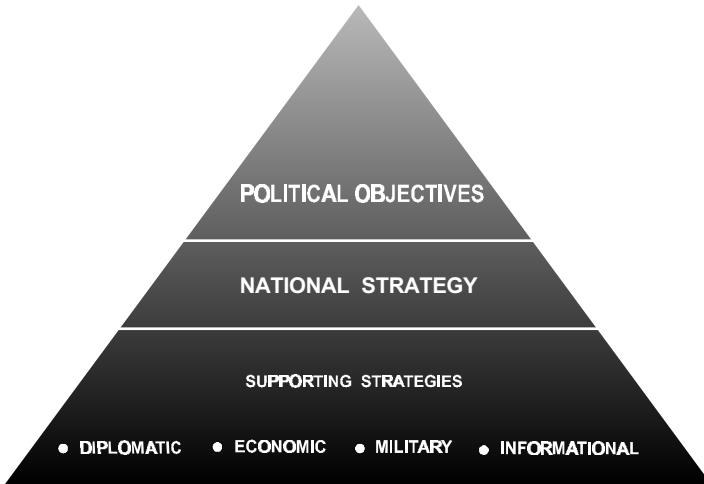 POLITICAL OBJECTIVES
NATIONAL STRATEGY
SUPPORTING STRATEGIES
● DIPLOMATIC ● ECONOMIC ● MILITARY ● INFORMATIONAL